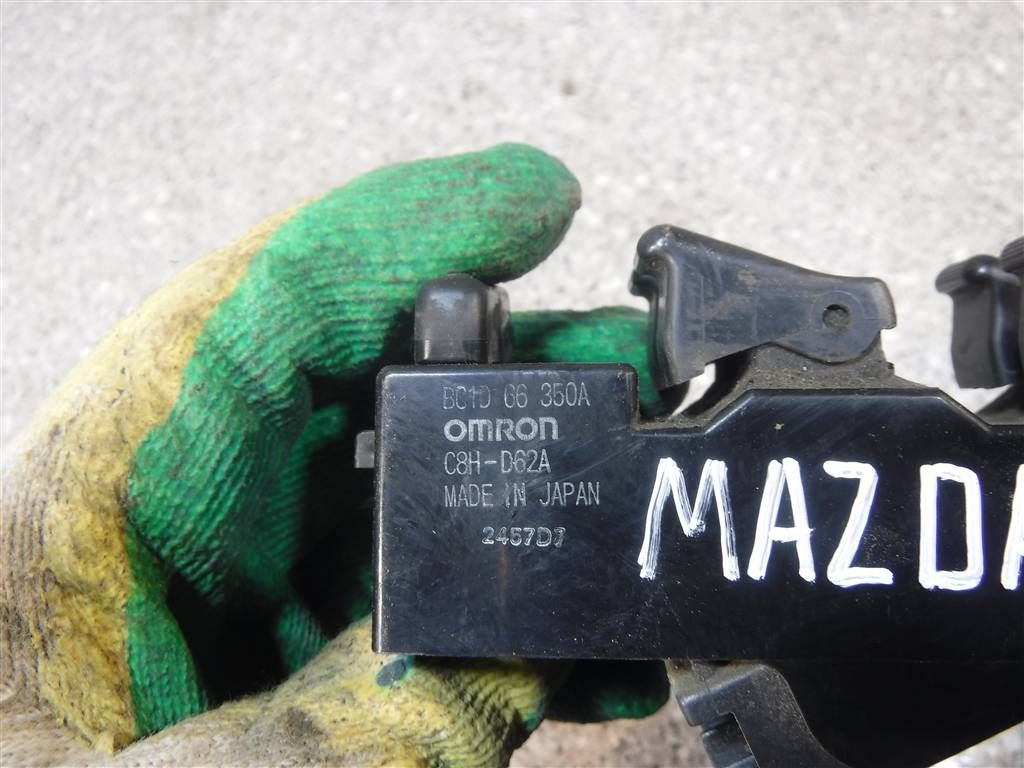 BC1D 66 350A
OMRON
C8H-D62A
MADE IN JAPAN
2457D7
MAZDA